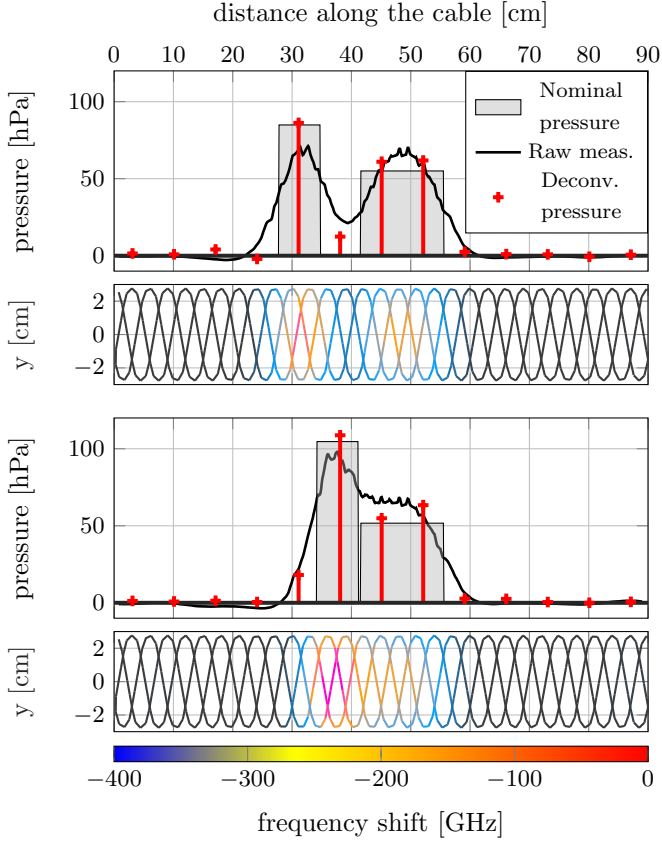 distance along the cable [cm]
0 10 20 30 40 50 60 70 80 90
100
50
0
pressure [hPa]
Nominal
pressure
Raw meas.
Deconv.
pressure
2
0
−2
y [cm]
100
50
0
pressure [hPa]
2
0
−2
y [cm]
−400 −300 −200 −100 0
frequency shift [GHz]